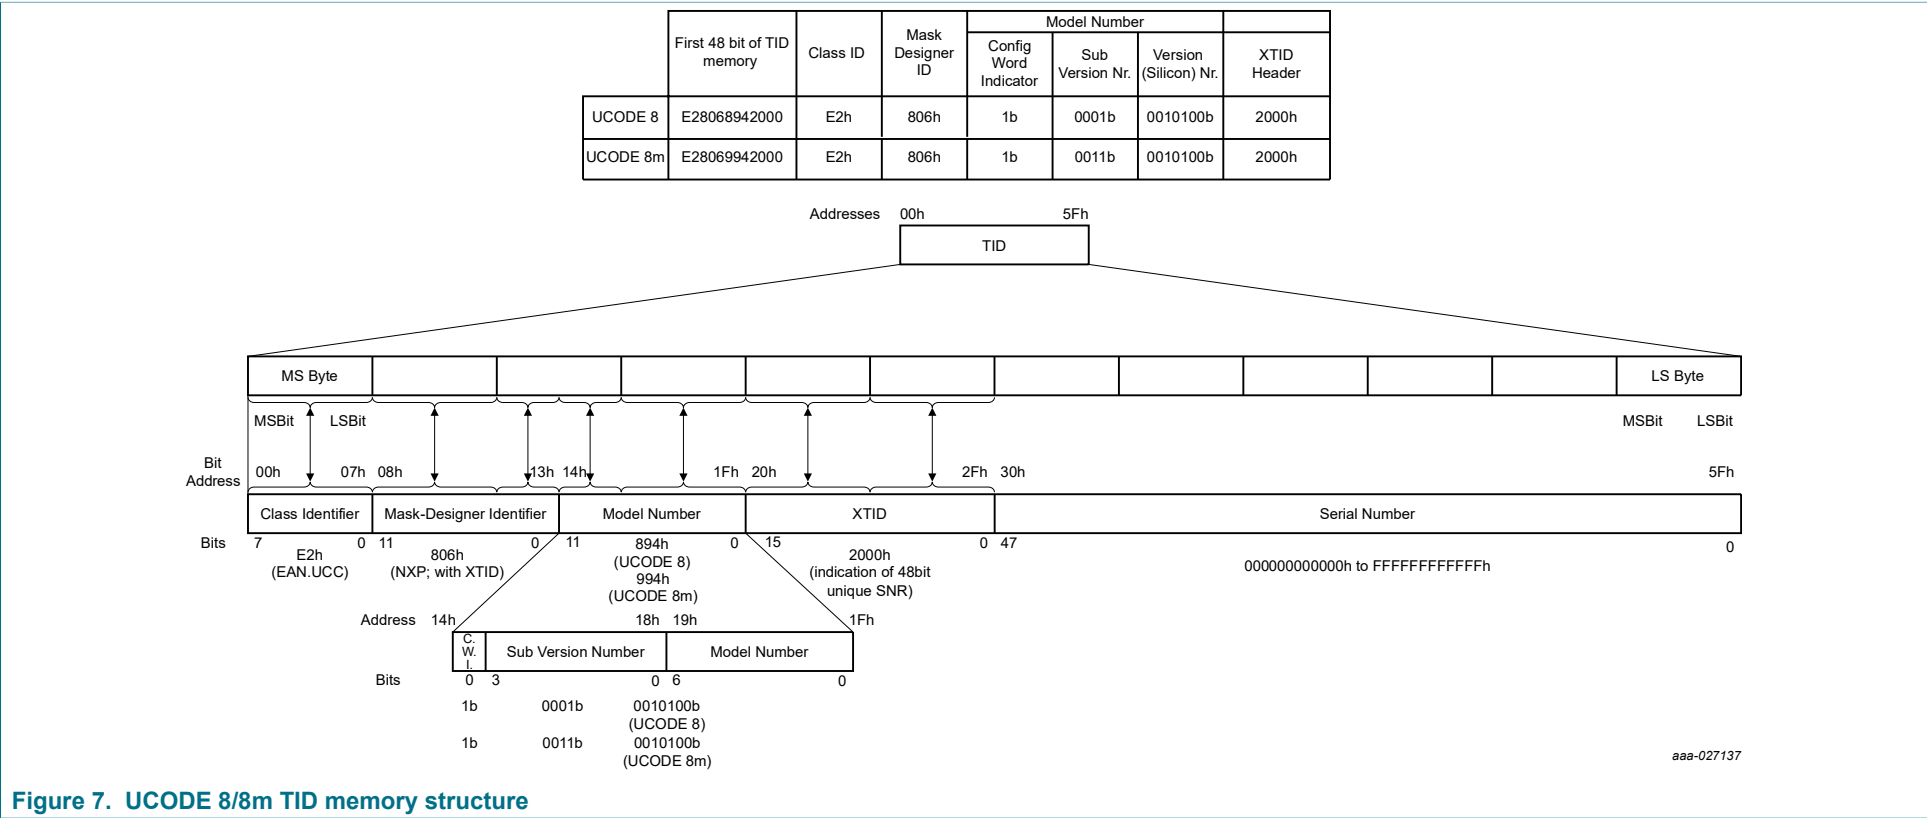 Model Number
First 48 bit of TID
memory
Class ID
Mask
Designer
ID
Config
Word
Indicator
Sub
Version Nr.
Version
(Silicon) Nr.
XTID
Header
UCODE 8 E28068942000 E2h 806h 1b 0001b 0010100b 2000h
UCODE 8m E28069942000 E2h 806h 1b 0011b 0010100b 2000h
Addresses 00h 5Fh
TID
MS Byte LS Byte
MSBit LSBit MSBit LSBit
Bit
Address
00h 07h 08h 13h 14h 1Fh 20h 2Fh 30h 5Fh
Class Identifier Mask-Designer Identifier Model Number XTID Serial Number
Bits 7 0 11 0 11 0 15 0 47 0
E2h
(EAN.UCC)
806h
(NXP; with XTID)
894h
(UCODE 8)
994h
(UCODE 8m)
2000h
(indication of 48bit
unique SNR)
000000000000h to FFFFFFFFFFFFh
Address 14h 18h 19h 1Fh
C.
W.
I.
Sub Version Number Model Number
Bits 0 3 0 6 0
1b 0001b 0010100b
(UCODE 8)
1b 0011b 0010100b
(UCODE 8m)
aaa-027137
Figure 7. UCODE 8/8m TID memory structure